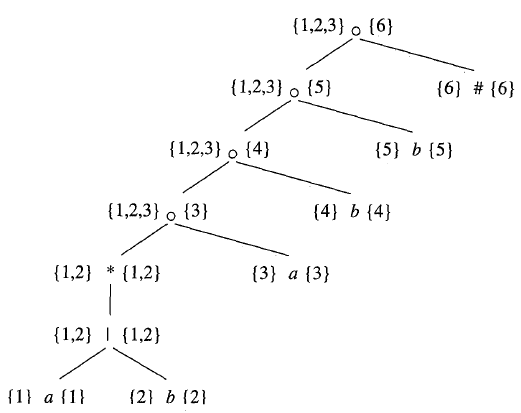 {1,2,3} ○ {6}
{1,2,3} ○ {5} {6} # {6}
{1,2,3} ○ {4} {5} b {5}
{1,2,3} ○ {3} {4} b {4}
{1,2} * {1,2} {3} a {3}
{1,2} | {1,2}
{1} a {1} {2} b {2}